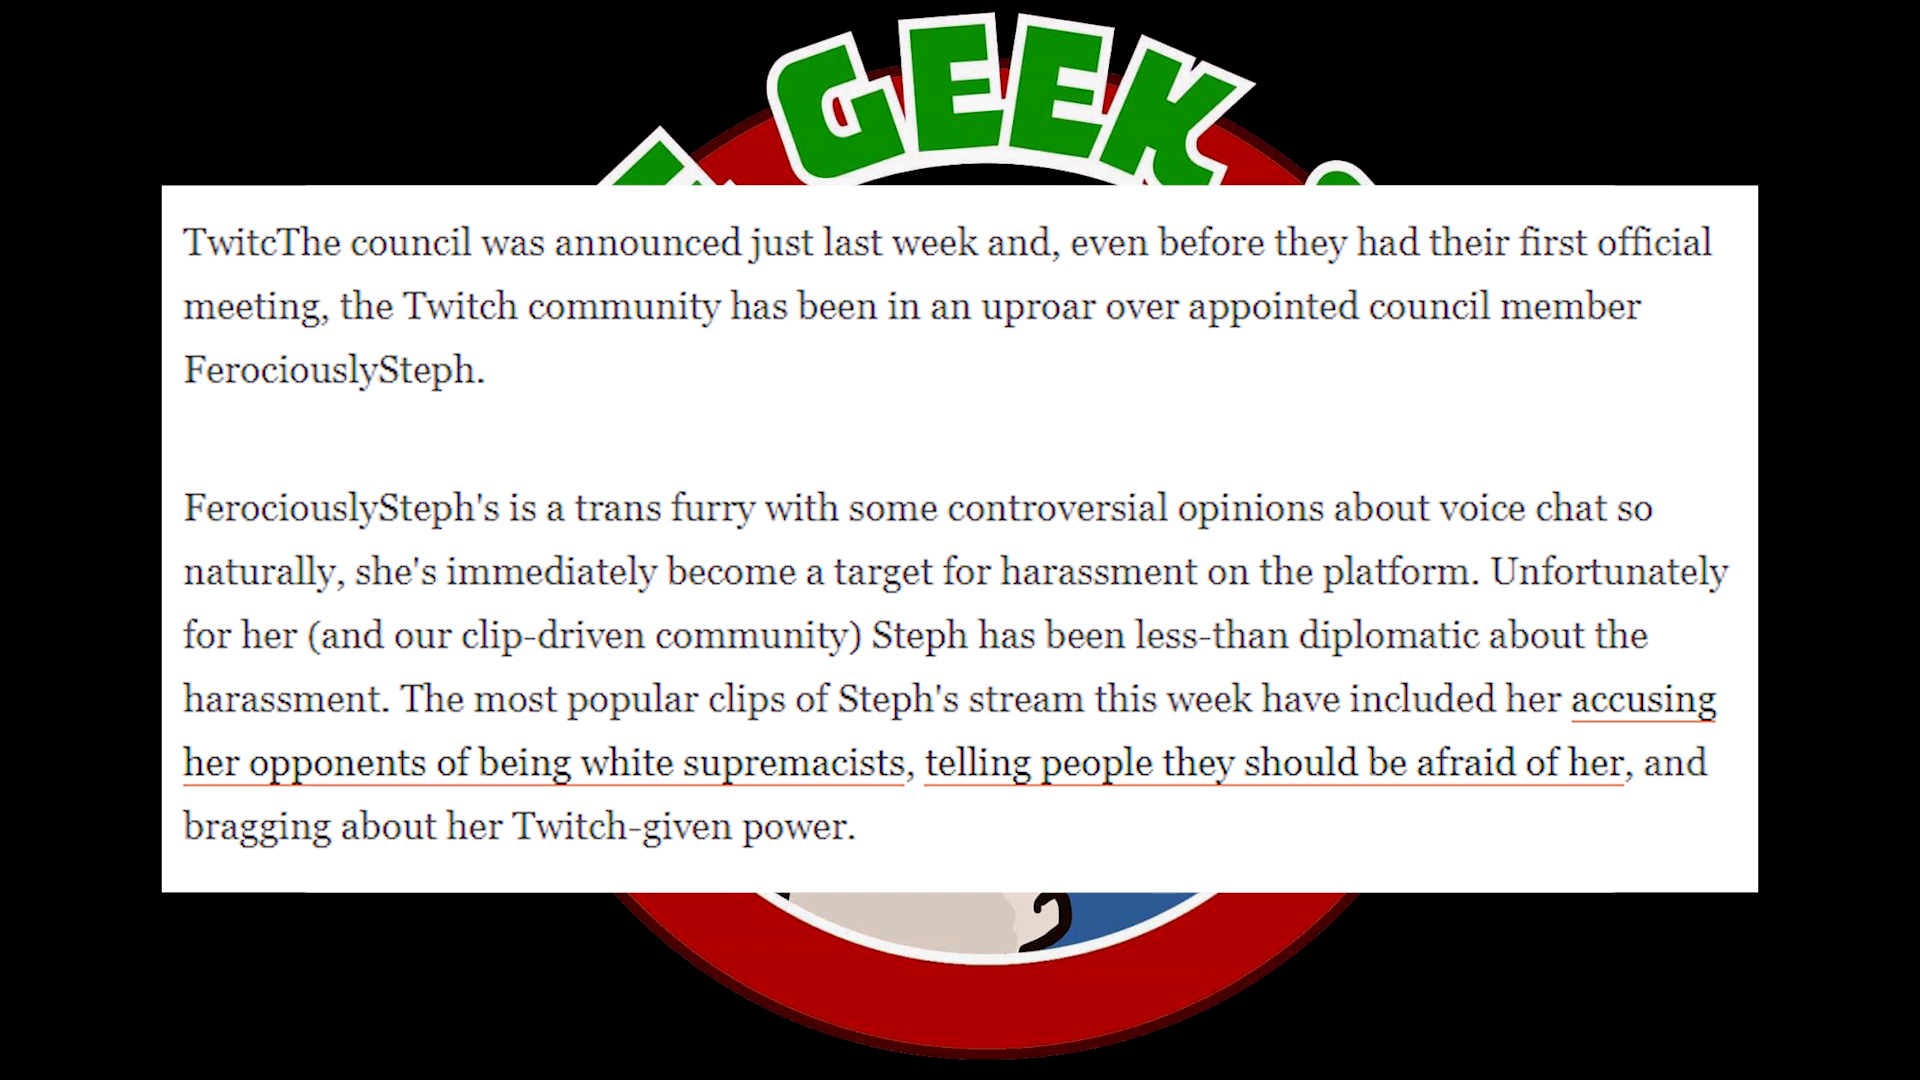 GEEK
TwitcThe council was announced just last week and, even before they had their first official
meeting, the Twitch community has been in an uproar over appointed council member
FerociouslySteph.
FerociouslySteph's is a trans furry with some controversial opinions about voice chat so
naturally, she's immediately become a target for harassment on the platform. Unfortunately
for her (and our clip-driven community) Steph has been less-than diplomatic about the
harassment. The most popular clips of Steph's stream this week have included her accusing
her opponents of being white supremacists, telling people they should be afraid of her, and
bragging about her Twitch-given power.